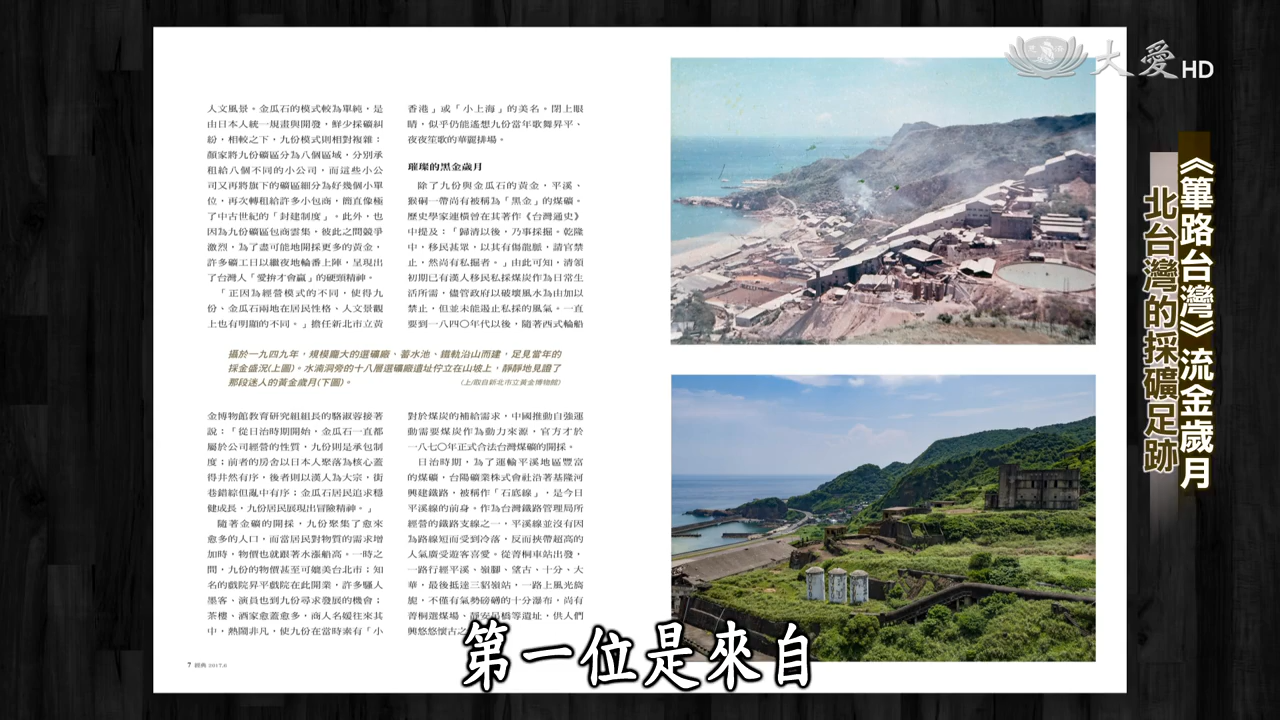 大愛HD
《篳路台灣》流金歲月
北台灣的採礦足跡
人文風景。金瓜石的模式較為單純，是
由日本人統一規畫與開發，鮮少採礦糾
紛，相較之下，九份模式則相對複雜：
顏家將九份礦區分為八個區域，分別承
租給八個不同的小公司，而這些小公
司又再將旗下的礦區細分為好幾個小單
位，再次轉租給許多小包商，簡直像極
了中古世紀的「封建制度」。此外，也
因為九份礦區包商雲集，彼此之間競爭
激烈，為了盡可能地開採更多的黃金，
許多礦工日以繼夜地輪番上陣，呈現出
了台灣人「愛拚才會贏」的硬頸精神。
「正因為經營模式的不同，使得九
份、金瓜石兩地在居民性格、人文景觀
上也有明顯的不同。」擔任新北市立黃
香港」或「小上海」的美名。閉上眼
睛，似乎仍能遙想九份當年歌舞昇平、
夜夜笙歌的華麗排場。
璀璨的黑金歲月
除了九份與金瓜石的黃金，平溪、
猴硐一帶尚有被稱為「黑金」的煤礦。
歷史學家連橫曾在其著作《台灣通史》
中提及：「歸清以後，乃事採掘。乾隆
中，移民甚眾，以其有傷龍脈，請官禁
止，然尚有私掘者。」由此可知，清領
初期已有漢人移民私採煤炭作為日常生
活所需，儘管政府以破壞風水為由加以
禁止，但並未能遏止私採的風氣。一直
要到一八四〇年代以後，隨著西式輪船
攝於一九四九年，規模龐大的選礦廠、蓄水池、鐵軌沿山而建，足見當年的
採金盛況(上圖)。水湳洞旁的十八層選礦廠遺址佇立在山坡上，靜靜地見證了
那段迷人的黃金歲月(下圖)。
(上/取自新北市立黃金博物館)
金博物館教育研究組組長的駱淑蓉接著
說：「從日治時期開始，金瓜石一直都
屬於公司經營的性質，九份則是承包制
度；前者的房舍以日本人聚落為核心蓋
得井然有序，後者則以漢人為大宗，街
巷錯綜但亂中有序；金瓜石居民追求穩
健成長，九份居民展現出冒險精神。」
隨著金礦的開採，九份聚集了愈來
愈多的人口，而當居民對物質的需求增
加時，物價也就跟著水漲船高。一時之
間，九份的物價甚至可媲美台北市；知
名的戲院昇平戲院在此開業，許多騷人
墨客、演員也到九份尋求發展的機會；
茶樓、酒家愈蓋愈多，商人名媛往來其
中，熱鬧非凡，使九份在當時素有「小
對於煤炭的補給需求，中國推動自強運
動需要煤炭作為動力來源，官方才於
一八七〇年正式合法台灣煤礦的開採。
日治時期，為了運輸平溪地區豐富
的煤礦，台陽礦業株式會社沿著基隆河
興建鐵路，被稱作「石底線」，是今日
平溪線的前身。作為台灣鐵路管理局所
經營的鐵路支線之一，平溪線並沒有因
為路線短而受到冷落，反而挾帶超高的
人氣廣受遊客喜愛。從菁桐車站出發，
一路行經平溪、嶺腳、望古、十分、大
華，最後抵達三貂嶺站，一路上風光旖
旎，不僅有氣勢磅礡的十分瀑布，尚有
菁桐選煤場、靜安吊橋等遺址，供人們
興悠悠懷古之
7 經典 2017.6
第一位是來自